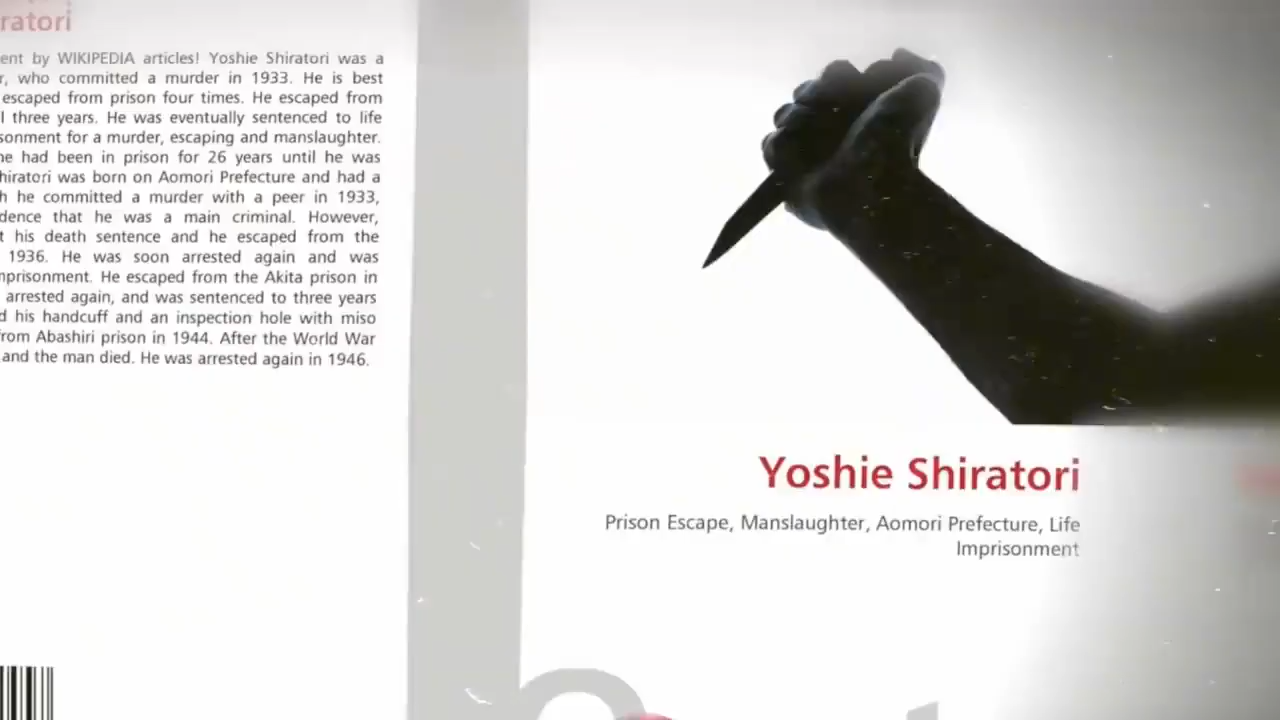 ratori
ent by WIKIPEDIA articles! Yoshie Shiratori was a
r, who committed a murder in 1933. He is best
escaped from prison four times. He escaped from
l three years. He was eventually sentenced to life
sonment for a murder, escaping and manslaughter.
he had been in prison for 26 years until he was
hiratori was born on Aomori Prefecture and had a
h he committed a murder with a peer in 1933,
dence that he was a main criminal. However,
t his death sentence and he escaped from the
1936. He was soon arrested again and was
nprisonment. He escaped from the Akita prison in
arrested again, and was sentenced to three years
d his handcuff and an inspection hole with miso
from Abashiri prison in 1944. After the World War
and the man died. He was arrested again in 1946.
Yoshie Shiratori
Prison Escape, Manslaughter, Aomori Prefecture, Life
Imprisonment